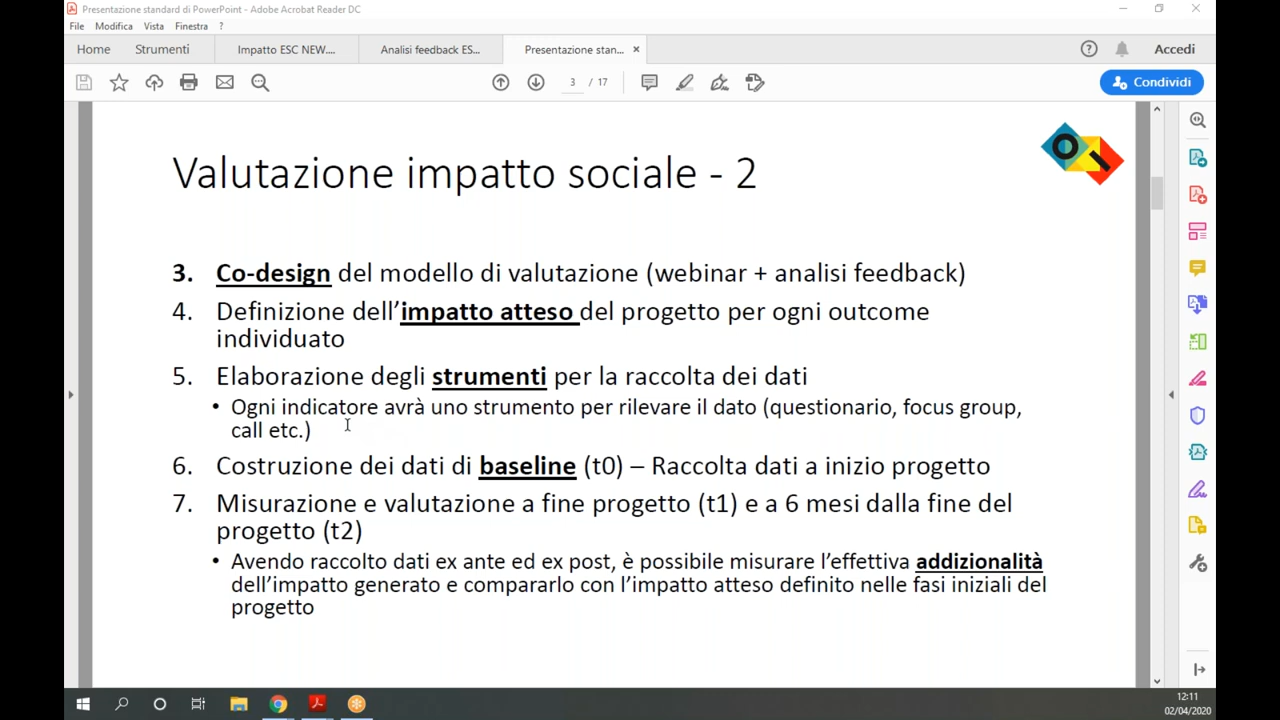 Presentazione standard di PowerPoint - Adobe Acrobat Reader DC
File Modifica Vista Finestra ?
Home Strumenti Impatto ESC NEW.... Analisi feedback ES... Presentazione stan... × ? Accedi
3 / 17 Condividi
Valutazione impatto sociale - 2
3. Co-design del modello di valutazione (webinar + analisi feedback)
4. Definizione dell'impatto atteso del progetto per ogni outcome
individuato
5. Elaborazione degli strumenti per la raccolta dei dati
• Ogni indicatore avrà uno strumento per rilevare il dato (questionario, focus group,
call etc.)
6. Costruzione dei dati di baseline (t0) – Raccolta dati a inizio progetto
7. Misurazione e valutazione a fine progetto (t1) e a 6 mesi dalla fine del
progetto (t2)
• Avendo raccolto dati ex ante ed ex post, è possibile misurare l'effettiva addizionalità
dell'impatto generato e compararlo con l'impatto atteso definito nelle fasi iniziali del
progetto
12:11
02/04/2020